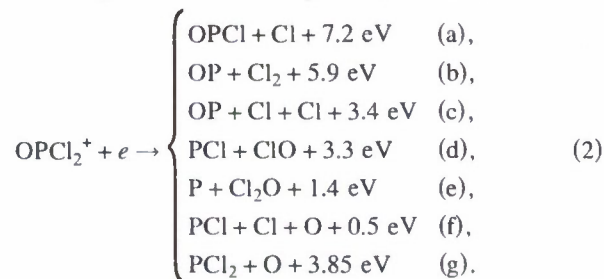 OPCl + Cl + 7.2 eV (a),
OP + Cl₂ + 5.9 eV (b),
OP + Cl + Cl + 3.4 eV (c),
OPCl₂⁺ + e → PCl + ClO + 3.3 eV (d), (2)
P + Cl₂O + 1.4 eV (e),
PCl + Cl + O + 0.5 eV (f),
PCl₂ + O + 3.85 eV (g).